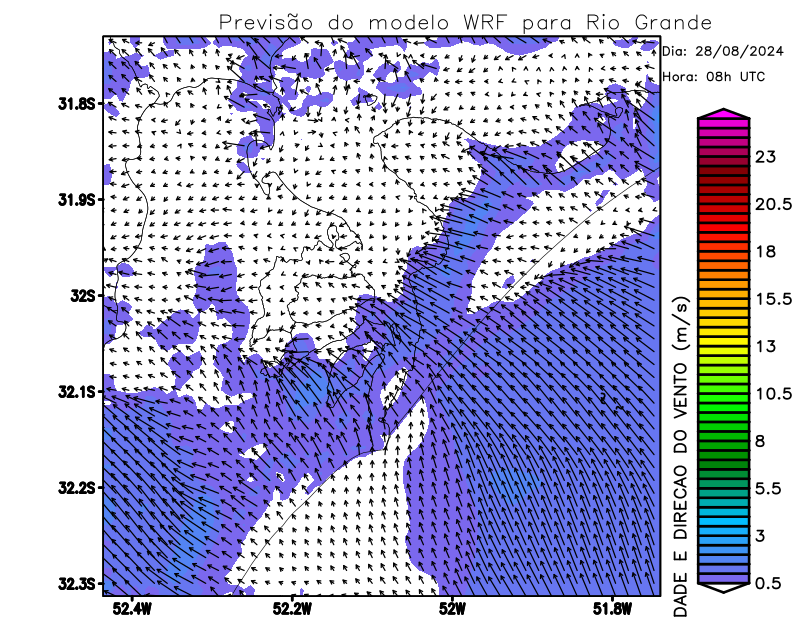 Previsão do modelo WRF para Rio Grande
Dia: 28/08/2024
Hora: 08h UTC
31.8S
31.9S
32S
32.1S
32.2S
32.3S
52.4W
52.2W
52W
51.8W
23
20.5
18
15.5
13
10.5
8
5.5
3
0.5
DADE E DIRECAO DO VENTO (m/s)